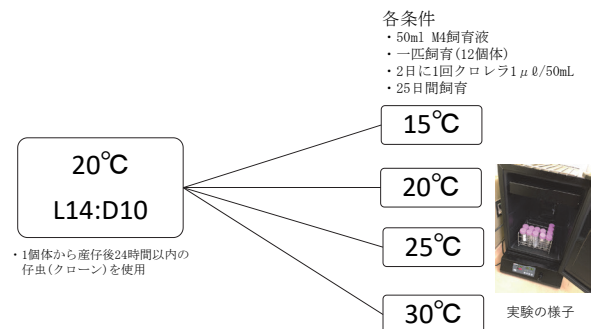 各条件
・50ml M4飼育液
・一匹飼育(12個体)
・2日に1回クロレラ1μℓ/50mL
・25日間飼育
15℃
20℃
L14:D10
20℃
・1個体から産仔後24時間以内の
仔虫(クローン)を使用
25℃
30℃
実験の様子